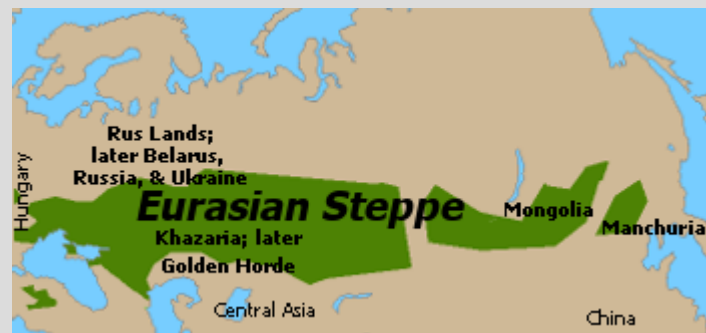 Rus Lands;
later Belarus,
Russia, & Ukraine
Hungary
Eurasian Steppe
Mongolia
Manchuria
Khazaria; later
Golden Horde
Central Asia
China